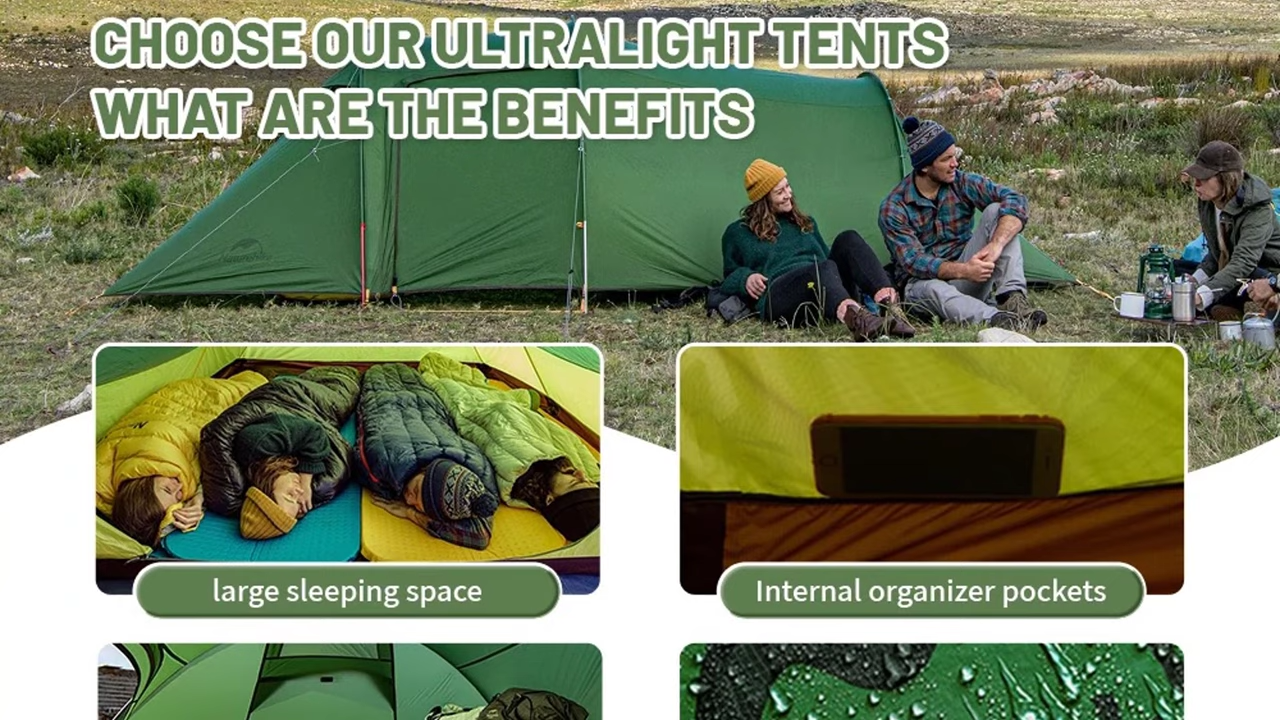 CHOOSE OUR ULTRALIGHT TENTS
WHAT ARE THE BENEFITS
large sleeping space
Internal organizer pockets